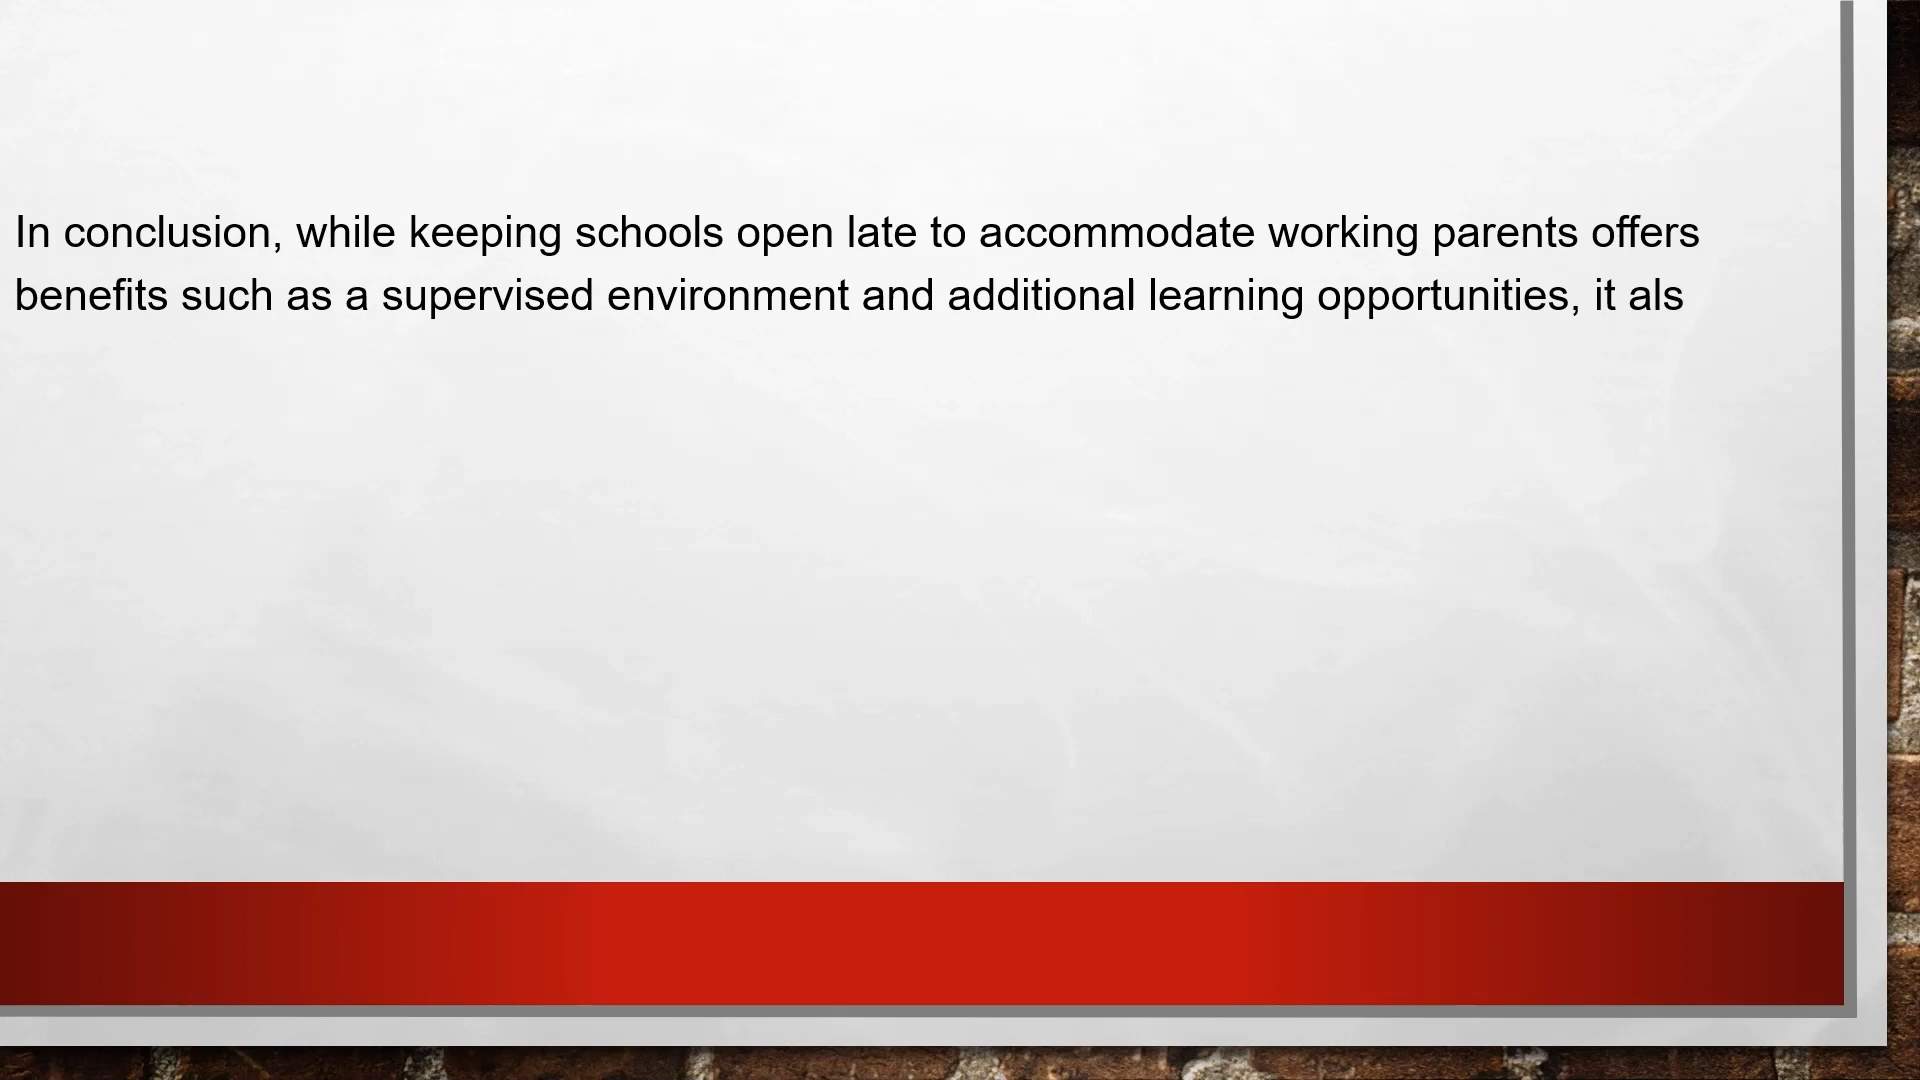 In conclusion, while keeping schools open late to accommodate working parents offers
benefits such as a supervised environment and additional learning opportunities, it als